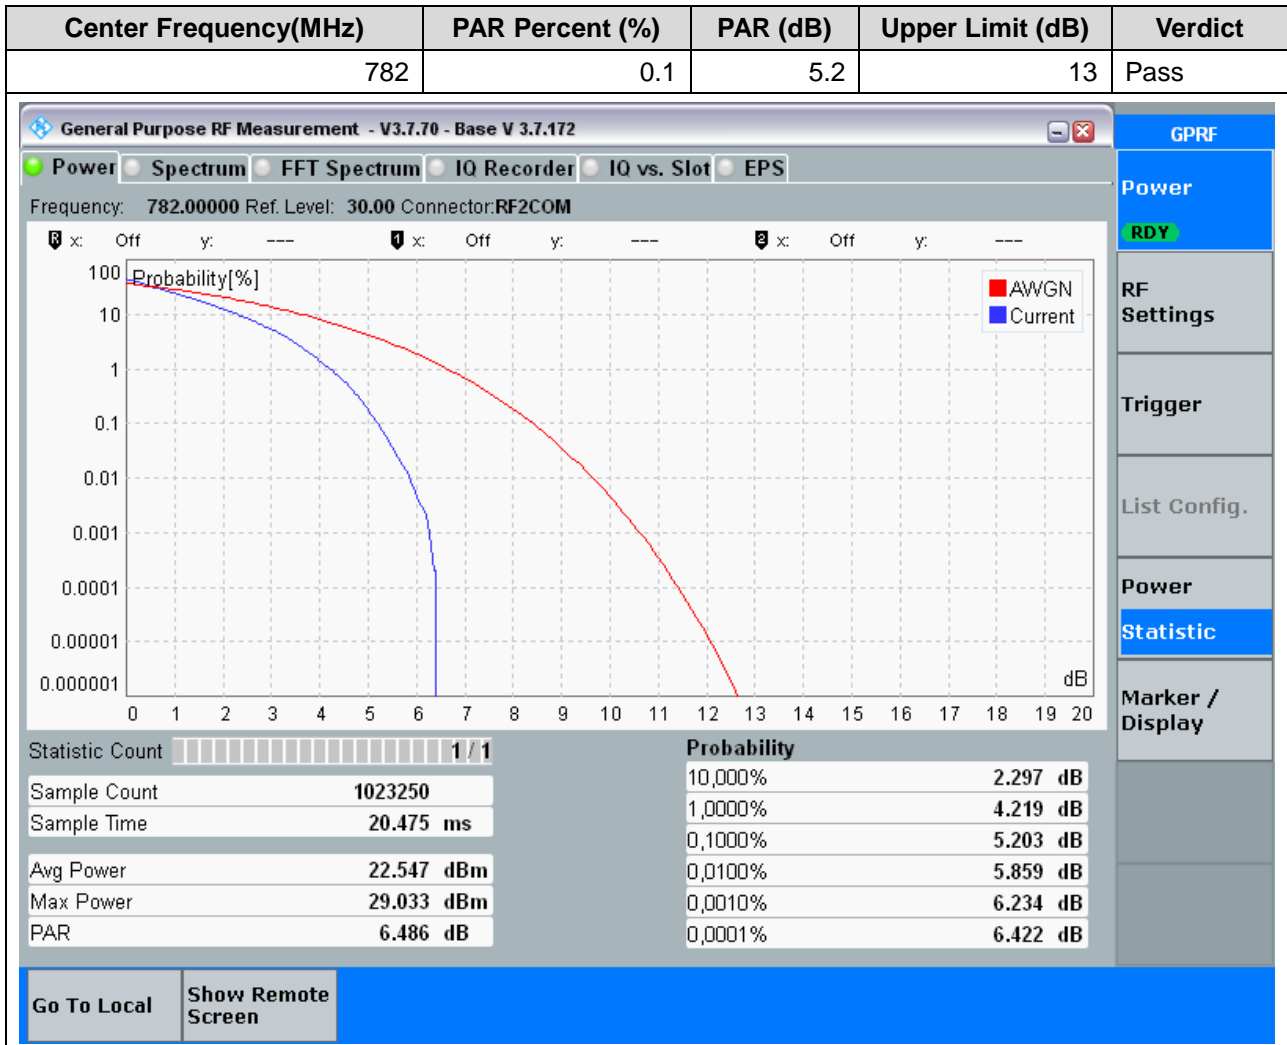 Center Frequency(MHz) PAR Percent (%) PAR (dB) Upper Limit (dB) Verdict
782 0.1 5.2 13 Pass
General Purpose RF Measurement - V3.7.70 - Base V 3.7.172
GPRF
Power Spectrum FFT Spectrum IQ Recorder IQ vs. Slot EPS
Power
RDY
Frequency: 782.00000 Ref. Level: 30.00 Connector:RF2COM
R x: Off y: --- 1 x: Off y: --- 2 x: Off y: ---
Probability[%]
AWGN
Current
100
10
1
0.1
0.01
0.001
0.0001
0.00001
0.000001
dB
0 1 2 3 4 5 6 7 8 9 10 11 12 13 14 15 16 17 18 19 20
RF
Settings
Trigger
List Config.
Power
Statistic
Marker /
Display
Statistic Count 1 / 1
Sample Count 1023250
Sample Time 20.475 ms
Avg Power 22.547 dBm
Max Power 29.033 dBm
PAR 6.486 dB
Probability
10,000% 2.297 dB
1,0000% 4.219 dB
0,1000% 5.203 dB
0,0100% 5.859 dB
0,0010% 6.234 dB
0,0001% 6.422 dB
Go To Local
Show Remote
Screen